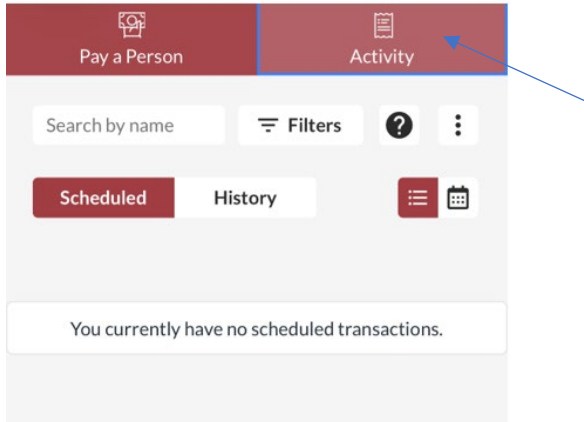 Pay a Person
Activity
Search by name
Filters
Scheduled
History
You currently have no scheduled transactions.